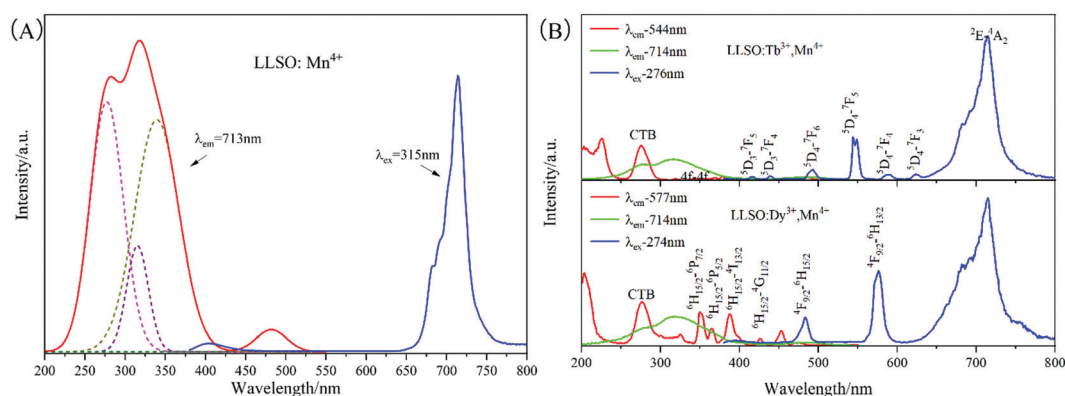 (A)
LLSO: Mn⁴⁺
λem=713nm
λex=315nm
Intensity/a.u.
200 250 300 350 400 450 500 550 600 650 700 750 800
Wavelength/nm
(B)
λem-544nm
λem-714nm
λex-276nm
LLSO:Tb³⁺,Mn⁴⁺
²E-⁴A₂
CTB
4f-4f
⁵D₃-⁷F₅
⁵D₃-⁷F₄
⁵D₄-⁷F₆
⁵D₄-⁷F₅
⁵D₄-⁷F₄
⁵D₄-⁷F₃
λem-577nm
λem-714nm
λex-274nm
LLSO:Dy³⁺,Mn⁴⁺
CTB
⁶H15/2-⁶P7/2
⁶H15/2-⁶P5/2
⁶H15/2-⁴I13/2
⁶H15/2-⁴G11/2
⁴F9/2-⁶H15/2
⁴F9/2-⁶H13/2
Intensity/a.u.
200 300 400 500 600 700 800
Wavelength/nm